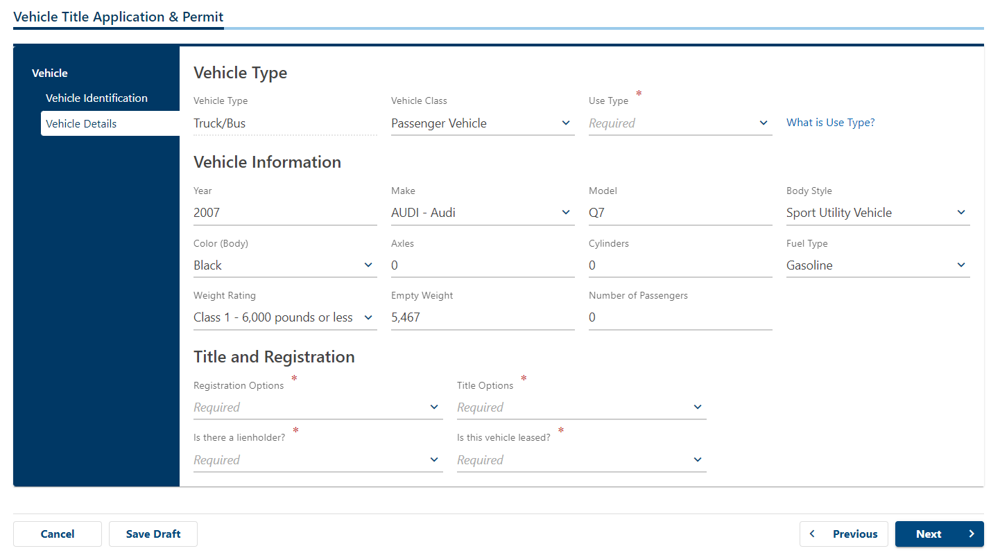 Vehicle Title Application & Permit
Vehicle
Vehicle Identification
Vehicle Details
Vehicle Type
Vehicle Type
Vehicle Class
Use Type *
Truck/Bus
Passenger Vehicle
Required
What is Use Type?
Vehicle Information
Year
Make
Model
Body Style
2007
AUDI - Audi
Q7
Sport Utility Vehicle
Color (Body)
Axles
Cylinders
Fuel Type
Black
0
0
Gasoline
Weight Rating
Empty Weight
Number of Passengers
Class 1 - 6,000 pounds or less
5,467
0
Title and Registration
Registration Options *
Title Options *
Required
Required
Is there a lienholder? *
Is this vehicle leased? *
Required
Required
Cancel
Save Draft
Previous
Next